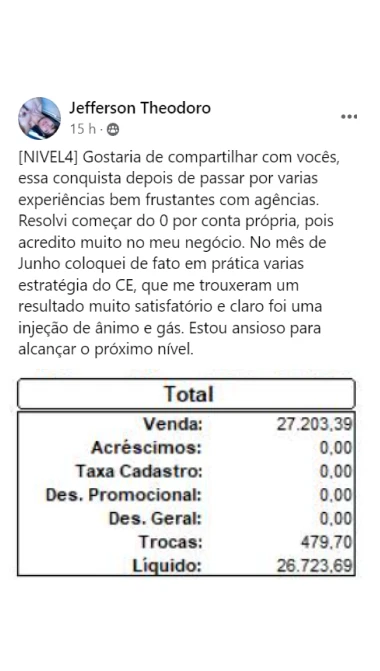 Jefferson Theodoro
15 h ·
[NIVEL4] Gostaria de compartilhar com vocês,
essa conquista depois de passar por varias
experiências bem frustantes com agências.
Resolvi começar do 0 por conta própria, pois
acredito muito no meu negócio. No mês de
Junho coloquei de fato em prática varias
estratégia do CE, que me trouxeram um
resultado muito satisfatório e claro foi uma
injeção de ânimo e gás. Estou ansioso para
alcançar o próximo nível.
Total
Venda: 27.203,39
Acréscimos: 0,00
Taxa Cadastro: 0,00
Des. Promocional: 0,00
Des. Geral: 0,00
Trocas: 479,70
Líquido: 26.723,69